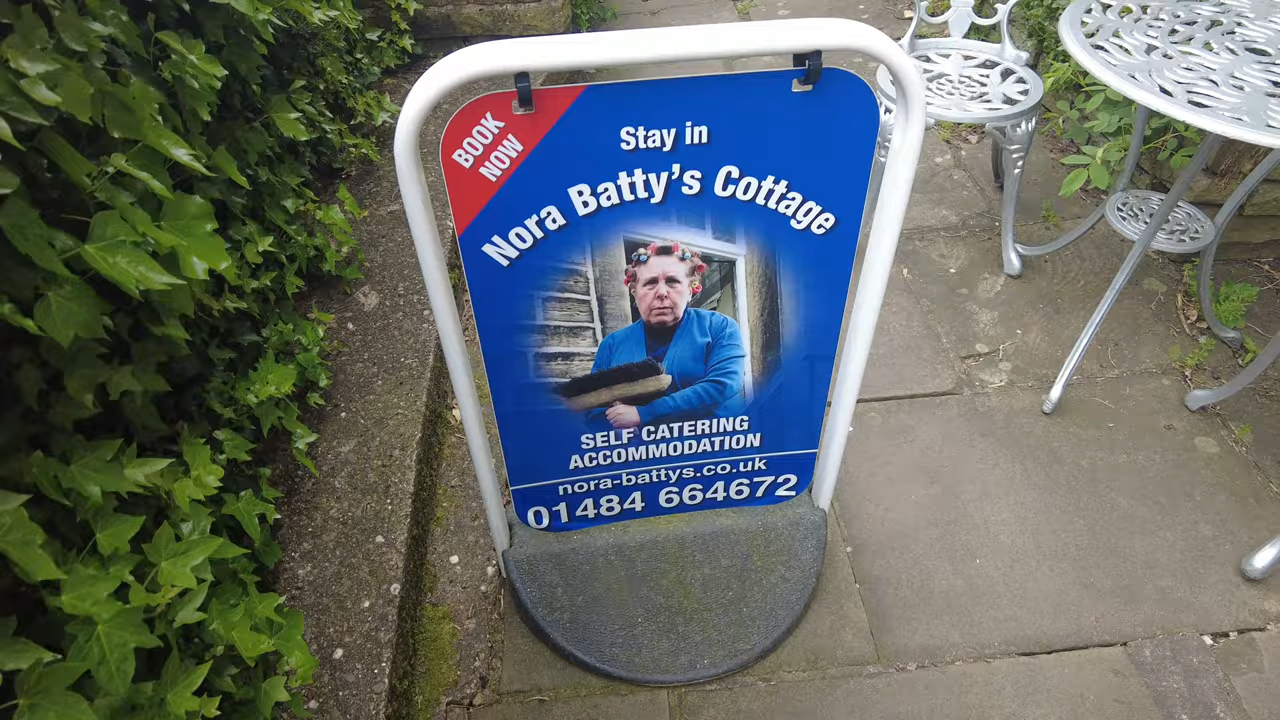 BOOK
NOW
Stay in
Nora Batty's Cottage
SELF CATERING
ACCOMMODATION
nora-battys.co.uk
01484 664672